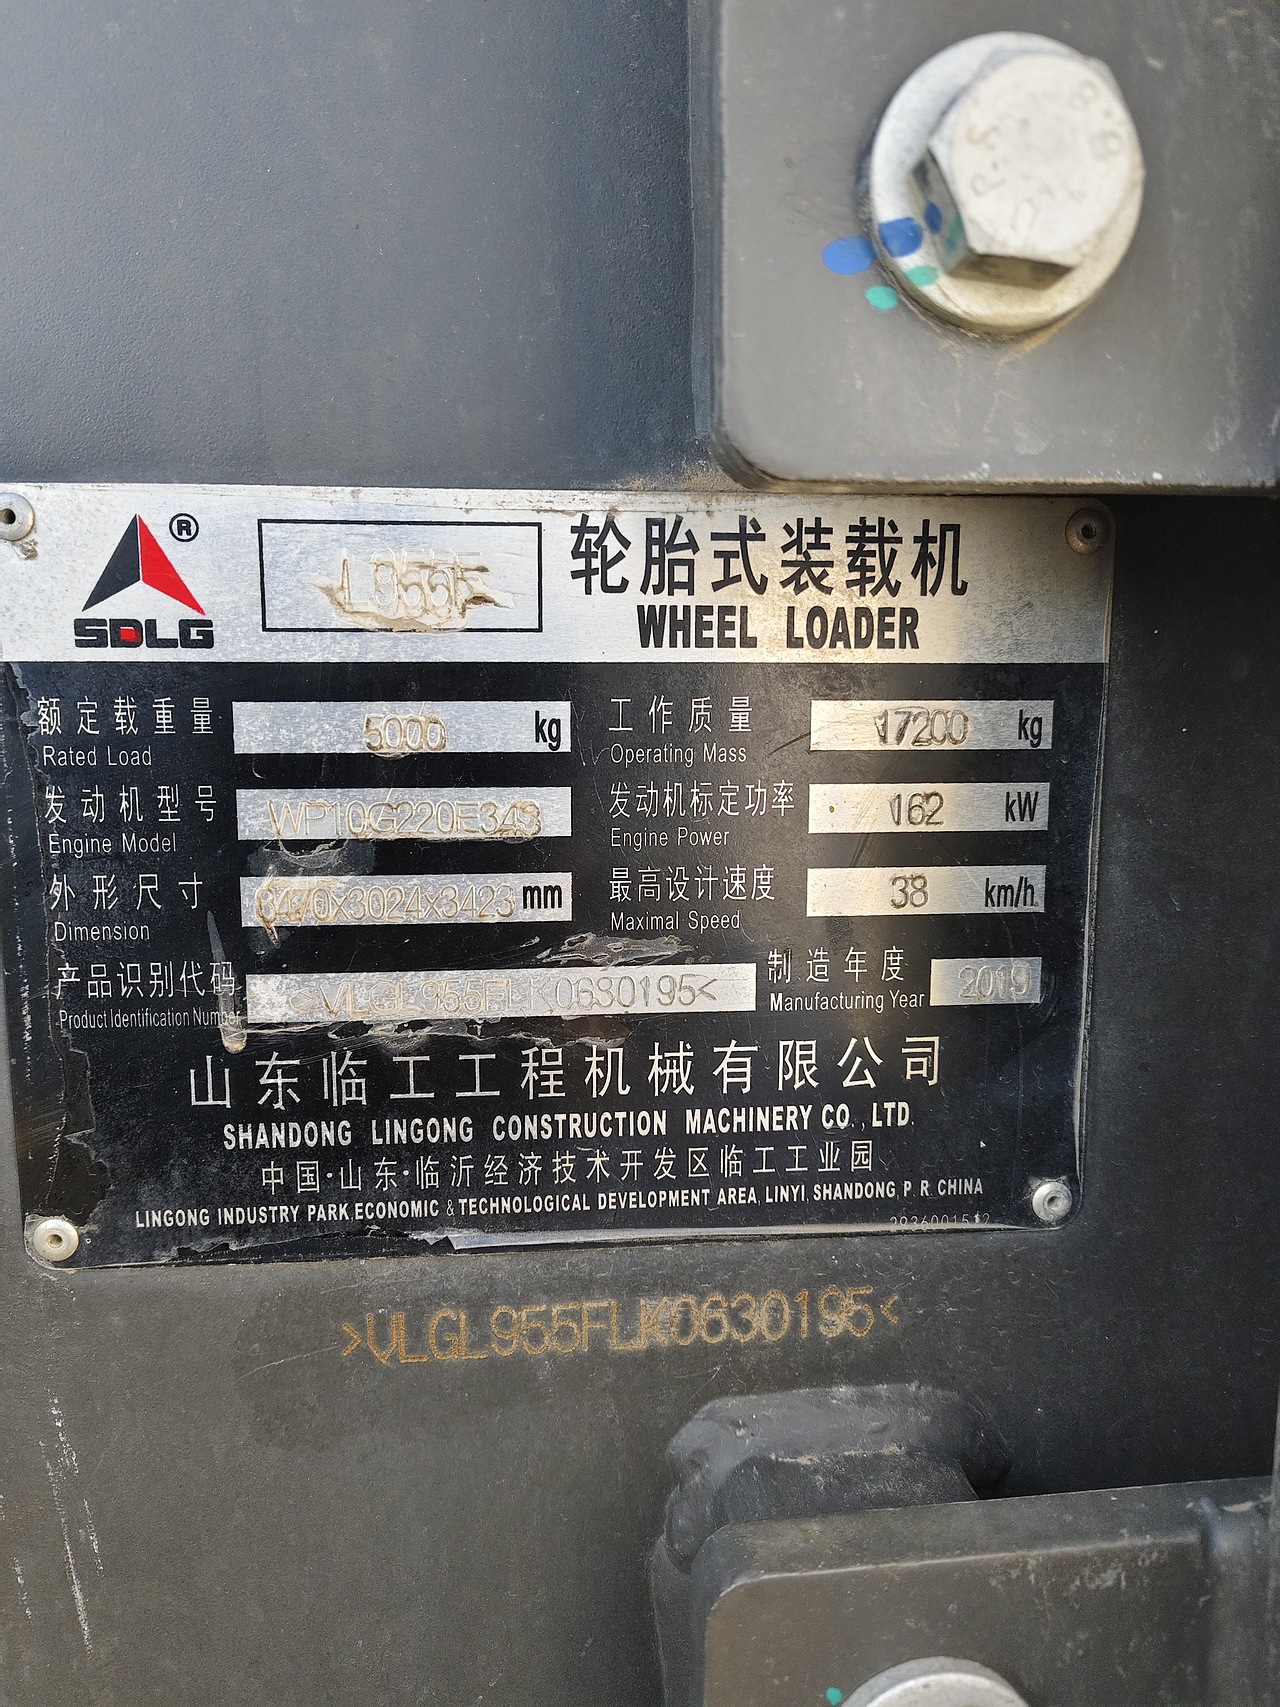 ®
SDLG
L955F
轮胎式装载机
WHEEL LOADER
额定载重量 5000 kg
Rated Load
工作质量 17200 kg
Operating Mass
发动机型号 WP10G220E343
Engine Model
发动机标定功率 162 kW
Engine Power
外形尺寸 8470x3024x3423 mm
Dimension
最高设计速度 38 km/h
Maximal Speed
产品识别代码 VLGL955FLK0630195<
Product Identification Number
制造年度 2019
Manufacturing Year
山东临工工程机械有限公司
SHANDONG LINGONG CONSTRUCTION MACHINERY CO.,LTD.
中国·山东·临沂经济技术开发区临工工业园
LINGONG INDUSTRY PARK,ECONOMIC & TECHNOLOGICAL DEVELOPMENT AREA, LINYI, SHANDONG, P. R. CHINA
2936001512
>VLGL955FLK0630195<